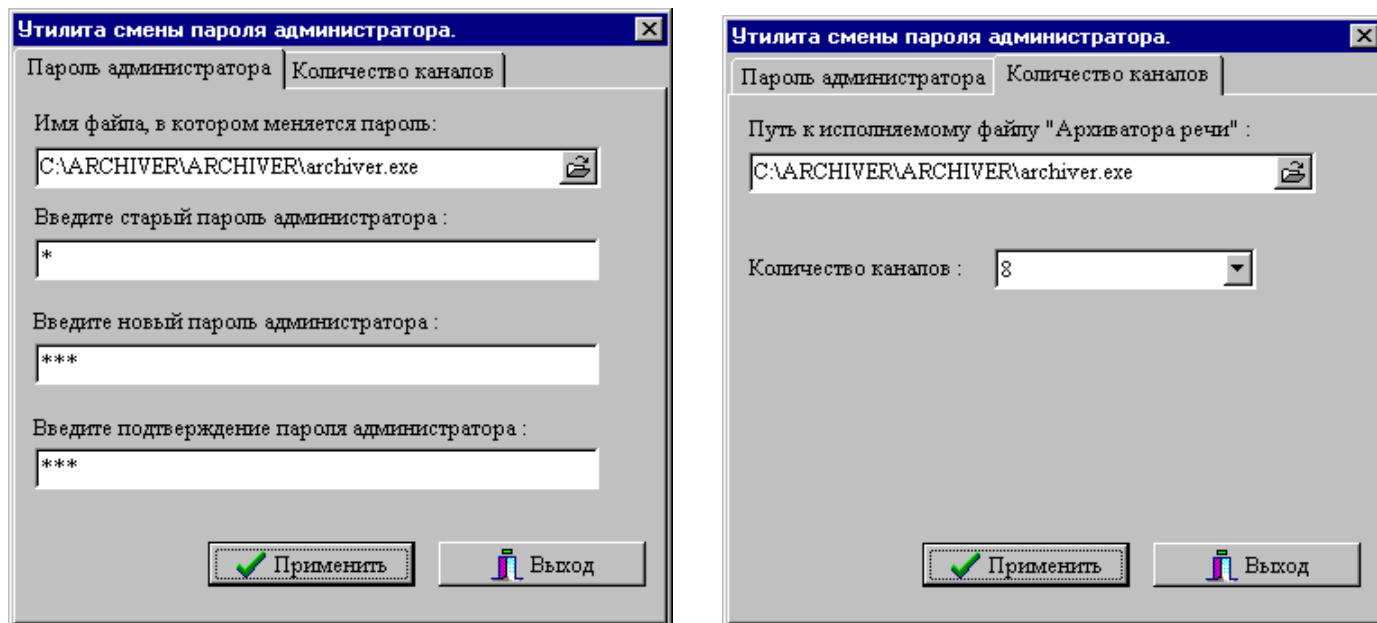 Утилита смены пароля администратора.
Пароль администратора
Количество каналов
Имя файла, в котором меняется пароль:
C:\ARCHIVER\ARCHIVER\archiver.exe
Введите старый пароль администратора :
*
Введите новый пароль администратора :
***
Введите подтверждение пароля администратора :
***
Применить
Выход
Утилита смены пароля администратора.
Пароль администратора
Количество каналов
Путь к исполняемому файлу "Архиватора речи" :
C:\ARCHIVER\ARCHIVER\archiver.exe
Количество каналов :
8
Применить
Выход